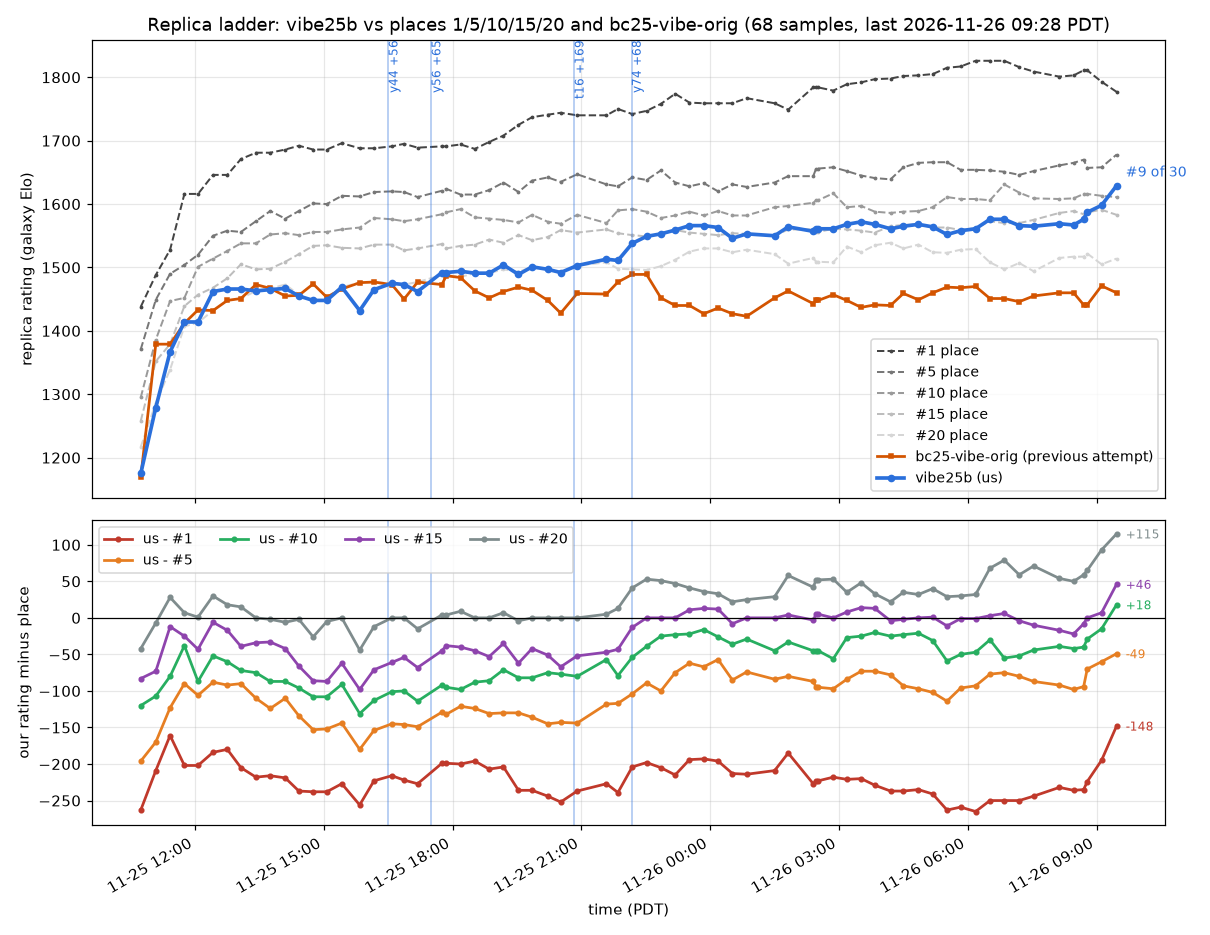 Replica ladder: vibe25b vs places 1/5/10/15/20 and bc25-vibe-orig (68 samples, last 2026-11-26 09:28 PDT)
y44 +56
y56 +65
t16 +169
y74 +68
1800
1700
1600
1500
1400
1300
1200
replica rating (galaxy Elo)
#9 of 30
#1 place
#5 place
#10 place
#15 place
#20 place
bc25-vibe-orig (previous attempt)
vibe25b (us)
us - #1
us - #5
us - #10
us - #15
us - #20
100
50
0
−50
−100
−150
−200
−250
our rating minus place
+115
+46
+18
-49
-148
11-25 12:00
11-25 15:00
11-25 18:00
11-25 21:00
11-26 00:00
11-26 03:00
11-26 06:00
11-26 09:00
time (PDT)